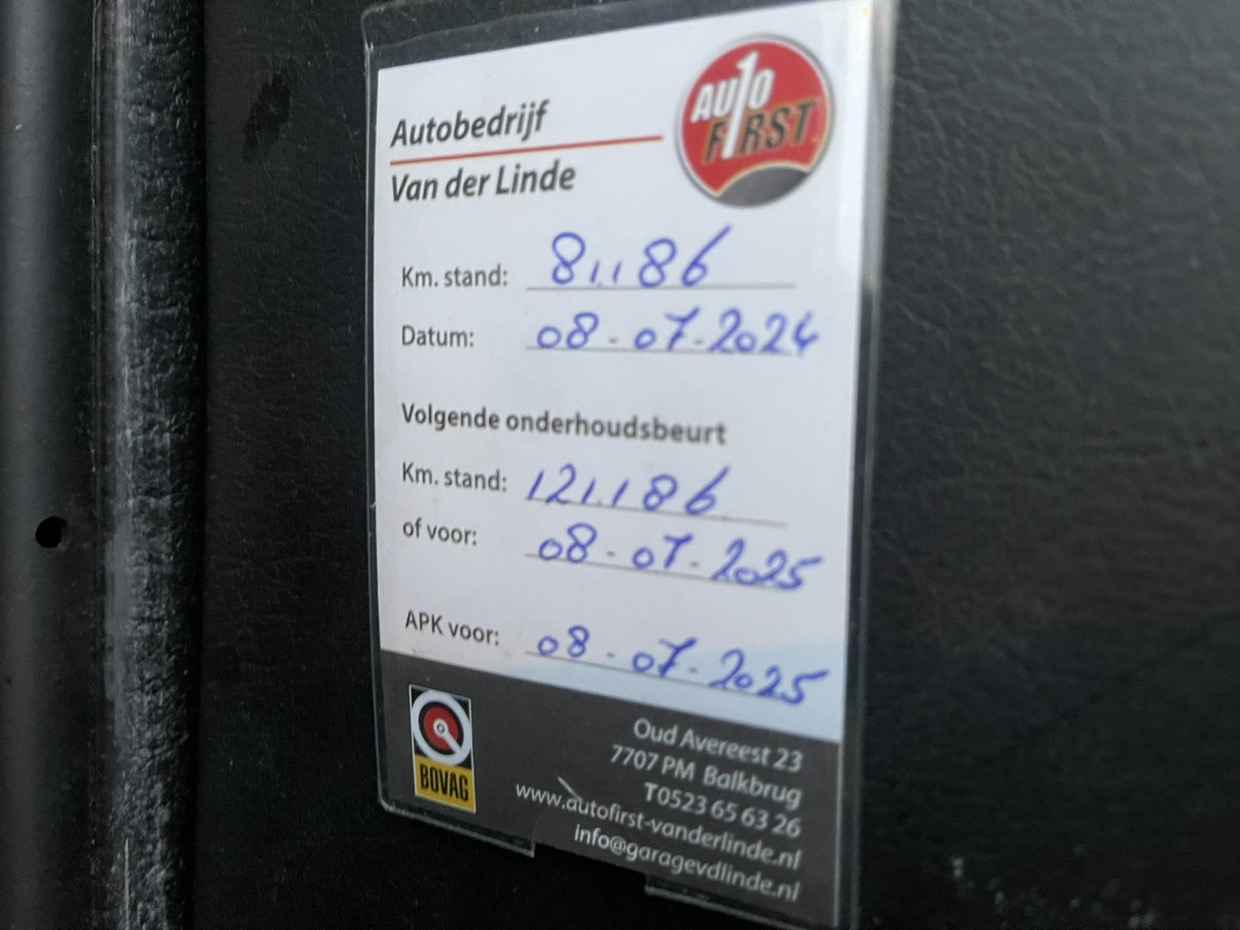 AUTO
F1RST
Autobedrijf
Van der Linde
Km. stand: 81.186
Datum: 08-07-2024
Volgende onderhoudsbeurt
Km. stand: 121.186
of voor: 08-07-2025
APK voor: 08-07-2025
BOVAG
Oud Avereest 23
7707 PM Balkbrug
T0523 65 63 26
www.autofirst-vanderlinde.nl
info@garagevdlinde.nl